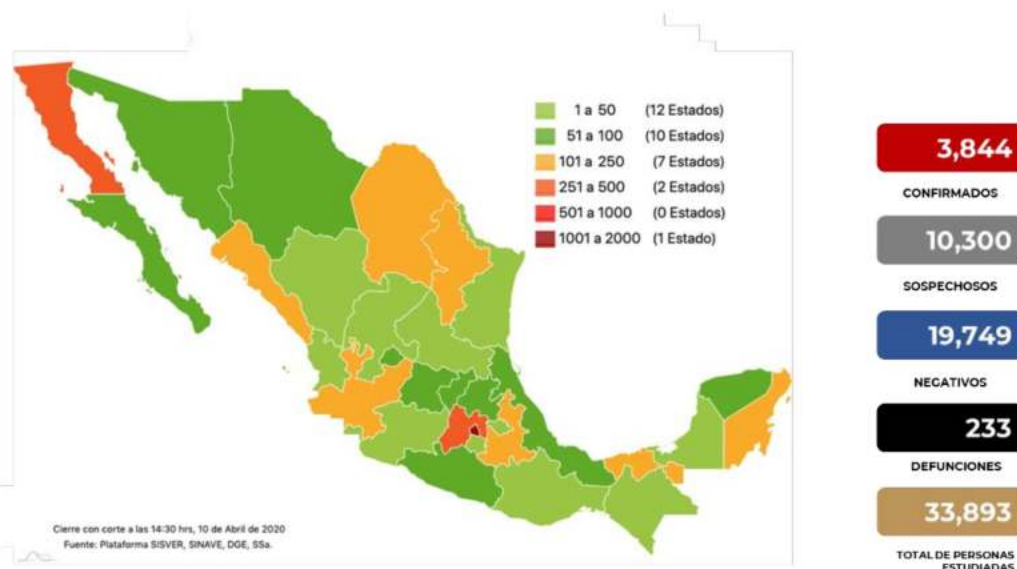 1 a 50 (12 Estados)
51 a 100 (10 Estados)
101 a 250 (7 Estados)
251 a 500 (2 Estados)
501 a 1000 (0 Estados)
1001 a 2000 (1 Estado)
Cierre con corte a las 14:30 hrs, 10 de Abril de 2020
Fuente: Plataforma SISVER, SINAVE, DGE, SSa.
3,844
CONFIRMADOS
10,300
SOSPECHOSOS
19,749
NEGATIVOS
233
DEFUNCIONES
33,893
TOTAL DE PERSONAS
ESTUDIADAS